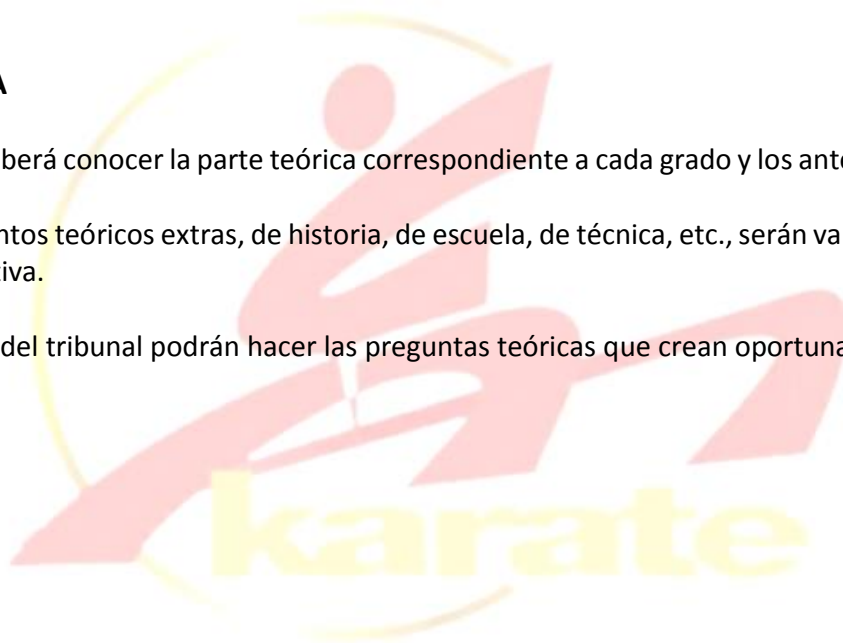 A
berá conocer la parte teórica correspondiente a cada grado y los ant
ntos teóricos extras, de historia, de escuela, de técnica, etc., serán va
iva.
del tribunal podrán hacer las preguntas teóricas que crean oportuna
karate